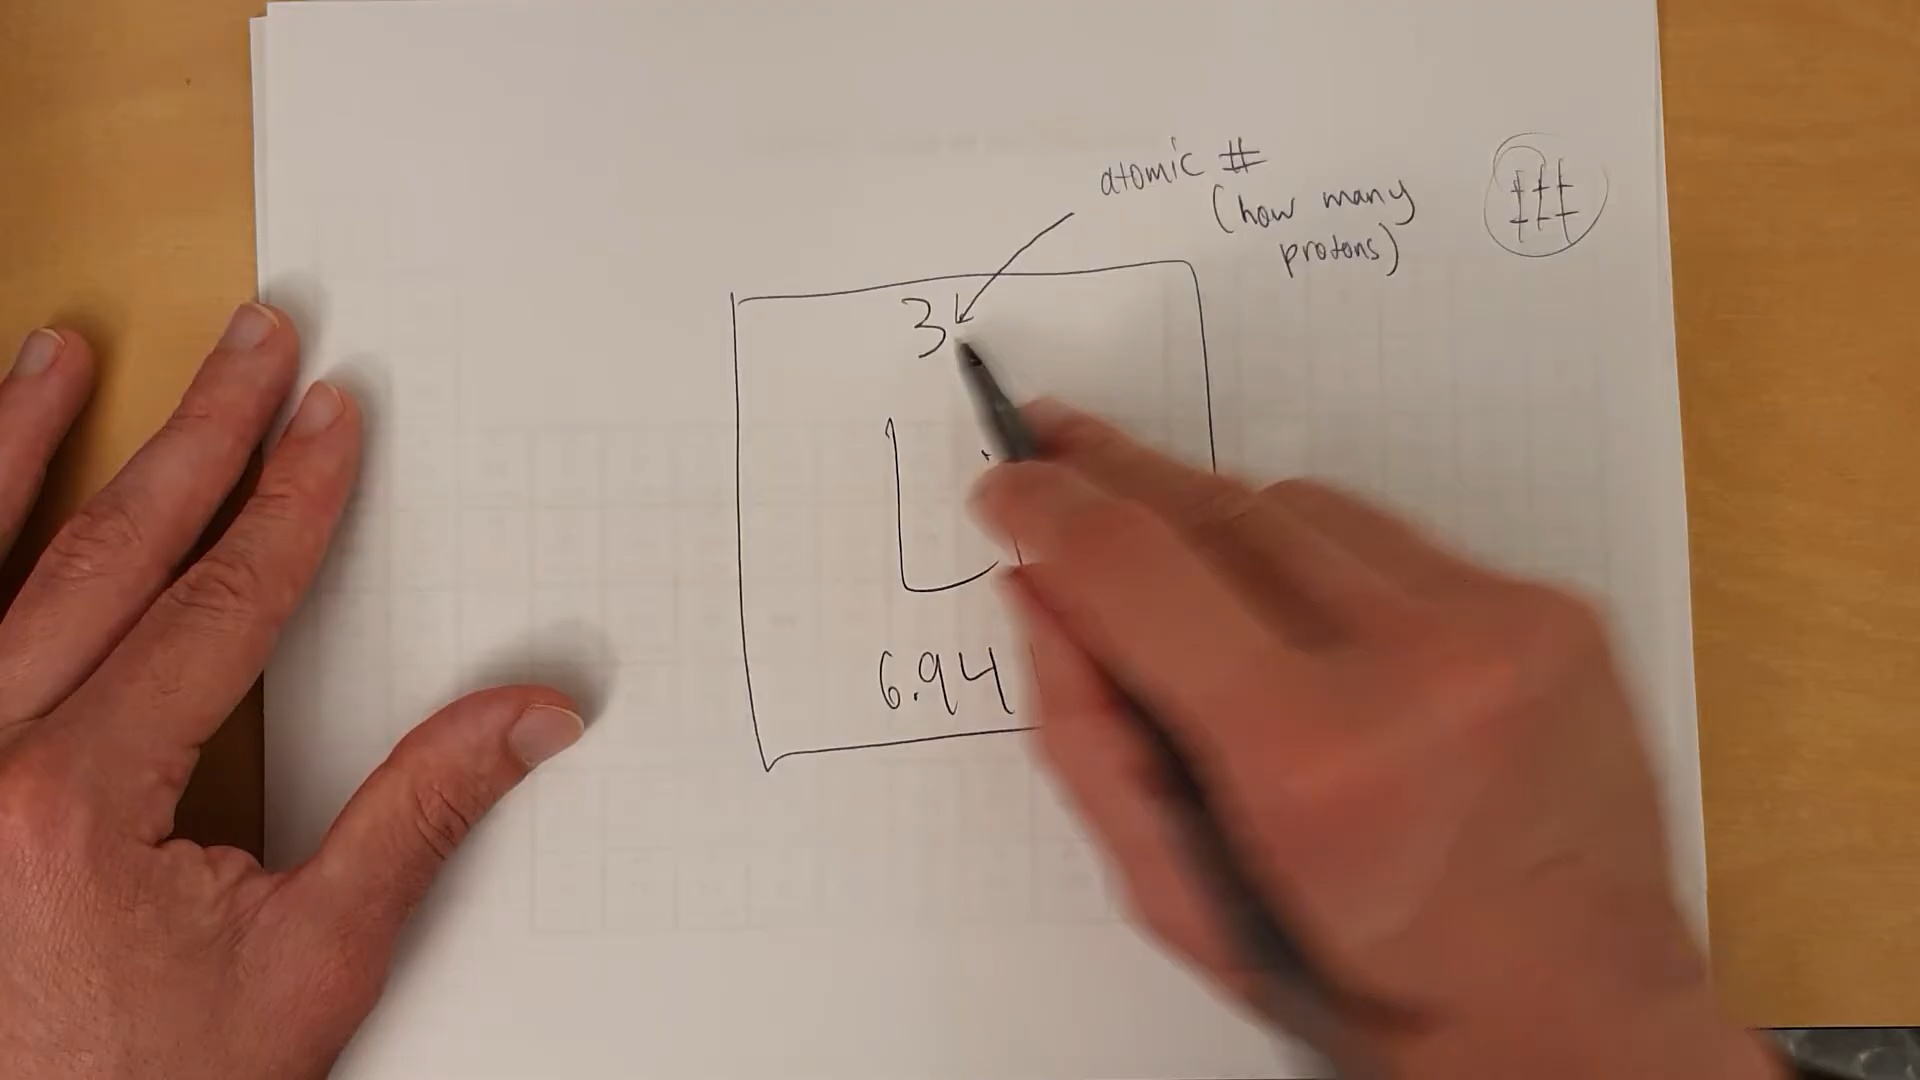 atomic #
(how many
protons)
3
L
6.94